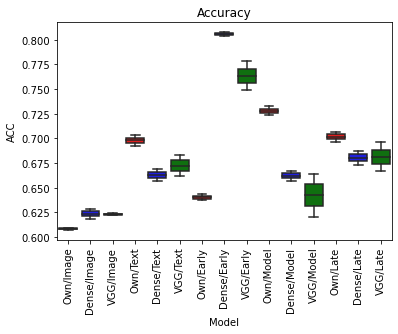 Accuracy
0.800
0.775
0.750
0.725
0.700
0.675
0.650
0.625
0.600
ACC
Own/Image
Dense/Image
VGG/Image
Own/Text
Dense/Text
VGG/Text
Own/Early
Dense/Early
VGG/Early
Own/Model
Dense/Model
VGG/Model
Own/Late
Dense/Late
VGG/Late
Model